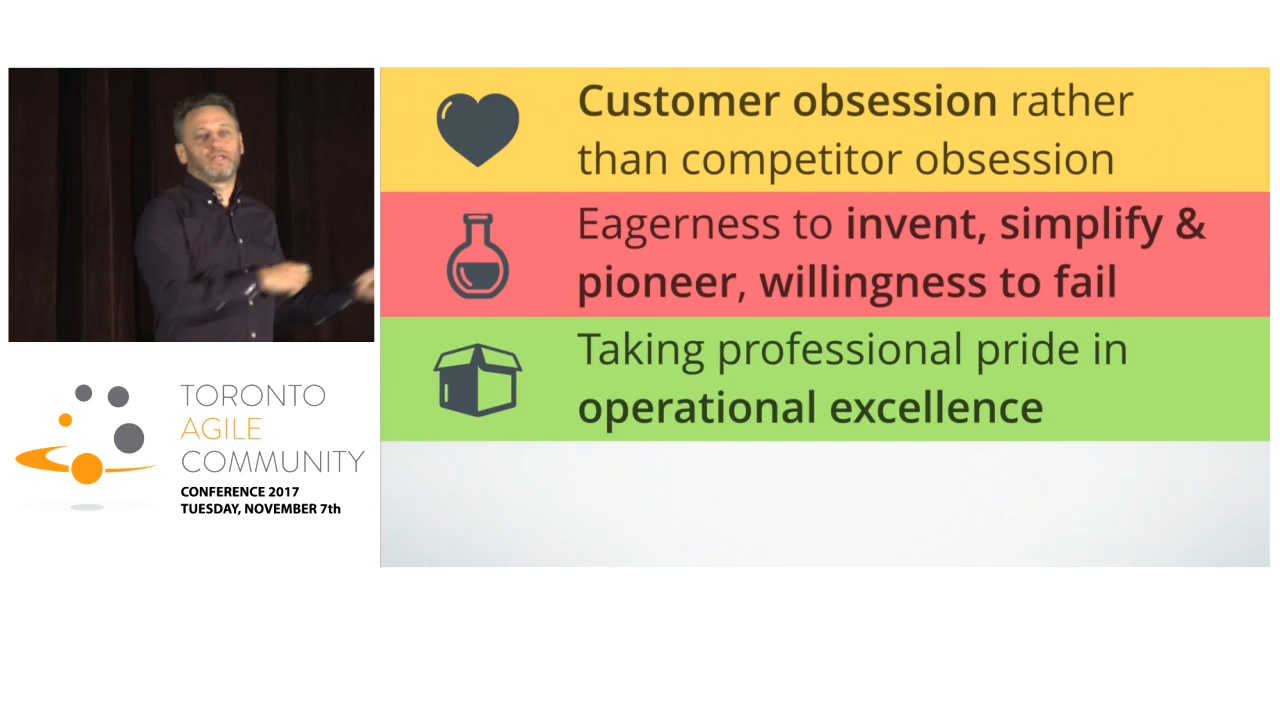 Customer obsession rather
than competitor obsession
Eagerness to invent, simplify &
pioneer, willingness to fail
Taking professional pride in
operational excellence
TORONTO
AGILE
COMMUNITY
CONFERENCE 2017
TUESDAY, NOVEMBER 7th